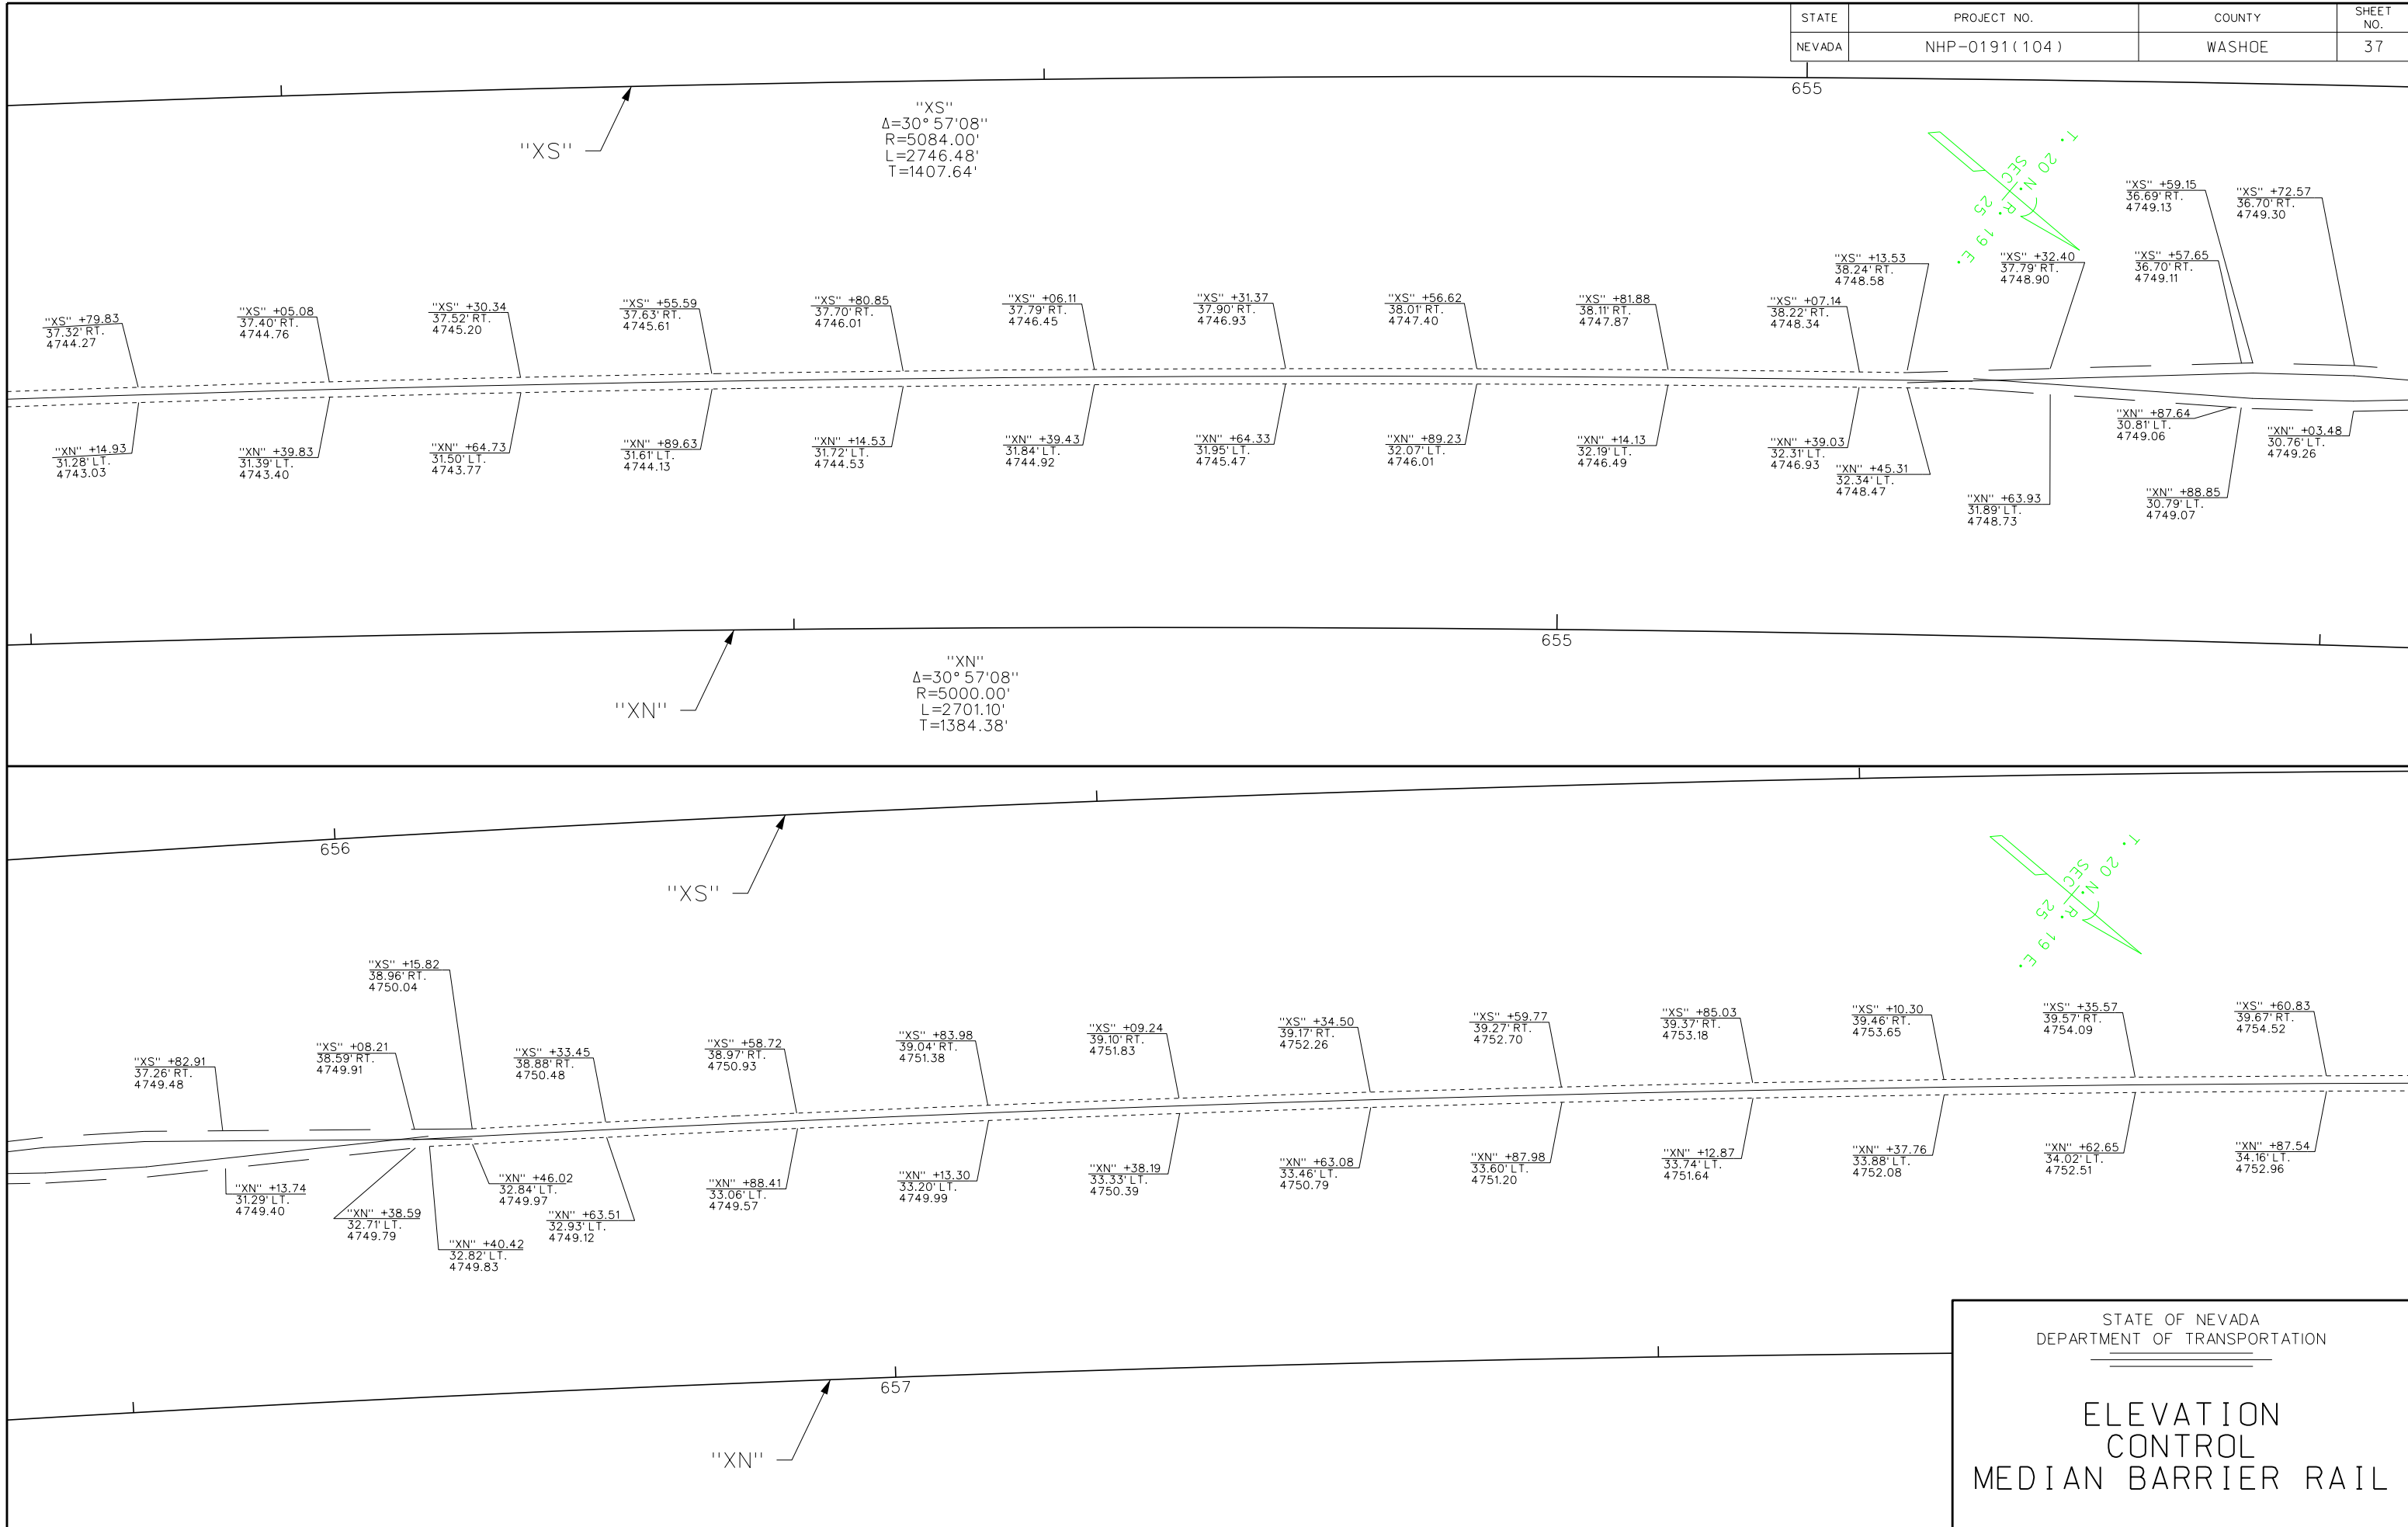 STATE PROJECT NO. COUNTY SHEET NO.
NEVADA NHP-0191(104) WASHOE 37
655
"XS"
"XS"
Δ=30°57'08"
R=5084.00'
L=2746.48'
T=1407.64'
T. 20 N. R. 19 E.
SEC 25
"XS" +79.83
37.32' RT.
4744.27
"XS" +05.08
37.40' RT.
4744.76
"XS" +30.34
37.52' RT.
4745.20
"XS" +55.59
37.63' RT.
4745.61
"XS" +80.85
37.70' RT.
4746.01
"XS" +06.11
37.79' RT.
4746.45
"XS" +31.37
37.90' RT.
4746.93
"XS" +56.62
38.01' RT.
4747.40
"XS" +81.88
38.11' RT.
4747.87
"XS" +07.14
38.22' RT.
4748.34
"XS" +13.53
38.24' RT.
4748.58
"XS" +32.40
37.79' RT.
4748.90
"XS" +57.65
36.70' RT.
4749.11
"XS" +59.15
36.69' RT.
4749.13
"XS" +72.57
36.70' RT.
4749.30
"XN" +14.93
31.28' LT.
4743.03
"XN" +39.83
31.39' LT.
4743.40
"XN" +64.73
31.50' LT.
4743.77
"XN" +89.63
31.61' LT.
4744.13
"XN" +14.53
31.72' LT.
4744.53
"XN" +39.43
31.84' LT.
4744.92
"XN" +64.33
31.95' LT.
4745.47
"XN" +89.23
32.07' LT.
4746.01
"XN" +14.13
32.19' LT.
4746.49
"XN" +39.03
32.31' LT.
4746.93
"XN" +45.31
32.34' LT.
4748.47
"XN" +63.93
31.89' LT.
4748.73
"XN" +87.64
30.81' LT.
4749.06
"XN" +88.85
30.79' LT.
4749.07
"XN" +03.48
30.76' LT.
4749.26
655
"XN"
"XN"
Δ=30°57'08"
R=5000.00'
L=2701.10'
T=1384.38'
656
"XS"
T. 20 N. R. 19 E.
SEC 25
"XS" +82.91
37.26' RT.
4749.48
"XS" +08.21
38.59' RT.
4749.91
"XS" +15.82
38.96' RT.
4750.04
"XS" +33.45
38.88' RT.
4750.48
"XS" +58.72
38.97' RT.
4750.93
"XS" +83.98
39.04' RT.
4751.38
"XS" +09.24
39.10' RT.
4751.83
"XS" +34.50
39.17' RT.
4752.26
"XS" +59.77
39.27' RT.
4752.70
"XS" +85.03
39.37' RT.
4753.18
"XS" +10.30
39.46' RT.
4753.65
"XS" +35.57
39.57' RT.
4754.09
"XS" +60.83
39.67' RT.
4754.52
"XN" +13.74
31.29' LT.
4749.40
"XN" +38.59
32.71' LT.
4749.79
"XN" +40.42
32.82' LT.
4749.83
"XN" +46.02
32.84' LT.
4749.97
"XN" +63.51
32.93' LT.
4749.12
"XN" +88.41
33.06' LT.
4749.57
"XN" +13.30
33.20' LT.
4749.99
"XN" +38.19
33.33' LT.
4750.39
"XN" +63.08
33.46' LT.
4750.79
"XN" +87.98
33.60' LT.
4751.20
"XN" +12.87
33.74' LT.
4751.64
"XN" +37.76
33.88' LT.
4752.08
"XN" +62.65
34.02' LT.
4752.51
"XN" +87.54
34.16' LT.
4752.96
657
"XN"
STATE OF NEVADA
DEPARTMENT OF TRANSPORTATION
ELEVATION
CONTROL
MEDIAN BARRIER RAIL